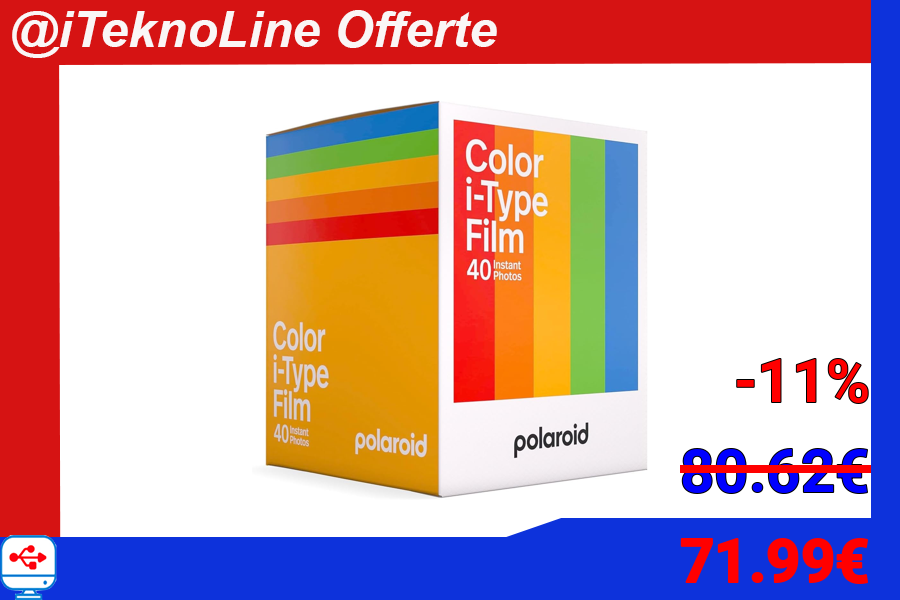 @iTeknoLine Offerte
Color
i-Type
Film
40 Instant
Photos
polaroid
Color
i-Type
Film
40 Instant
Photos
polaroid
-11%
80.62€
71.99€